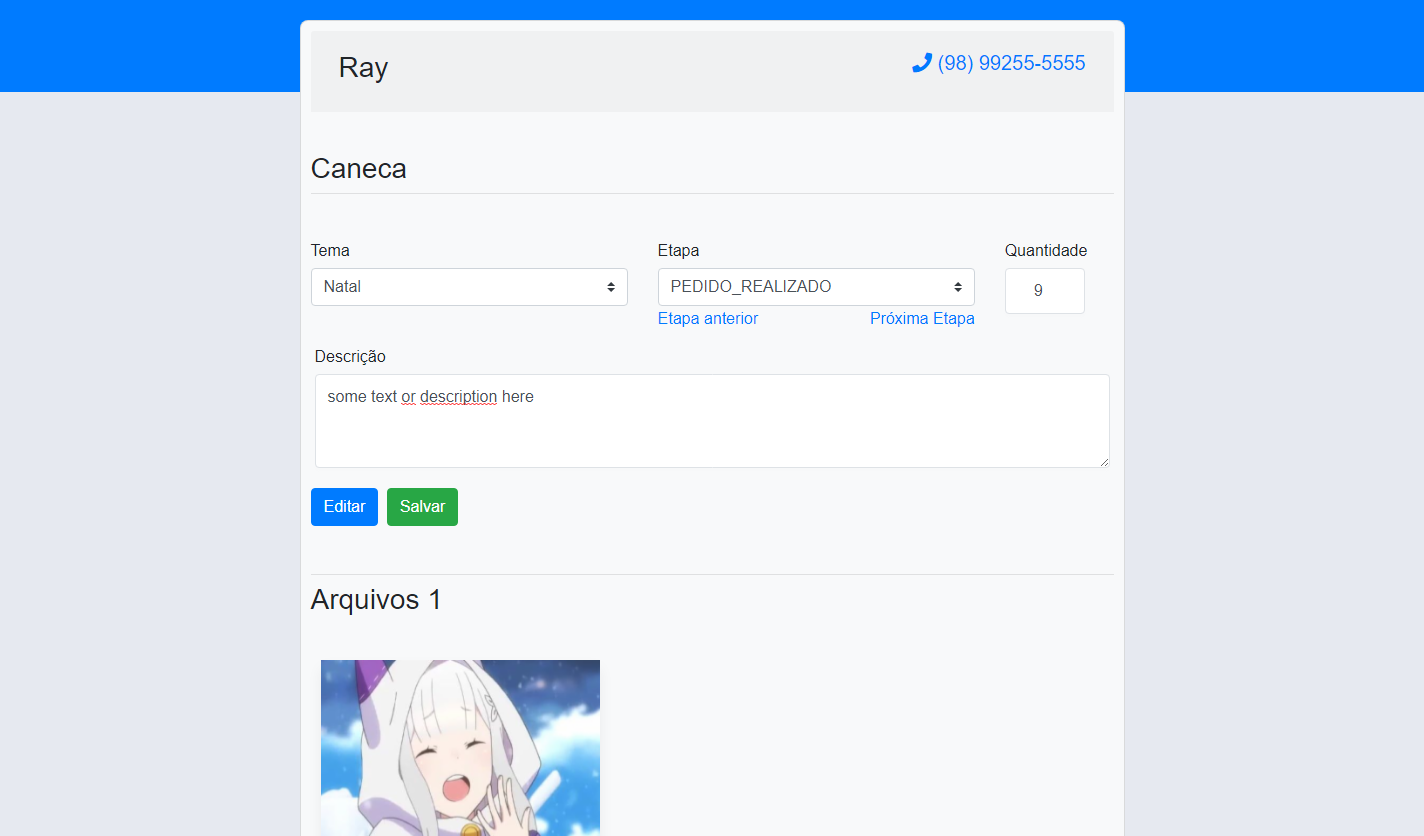 Ray
(98) 99255-5555
Caneca
Tema
Etapa
Quantidade
Natal
PEDIDO_REALIZADO
9
Etapa anterior
Próxima Etapa
Descrição
some text or description here
Editar
Salvar
Arquivos 1